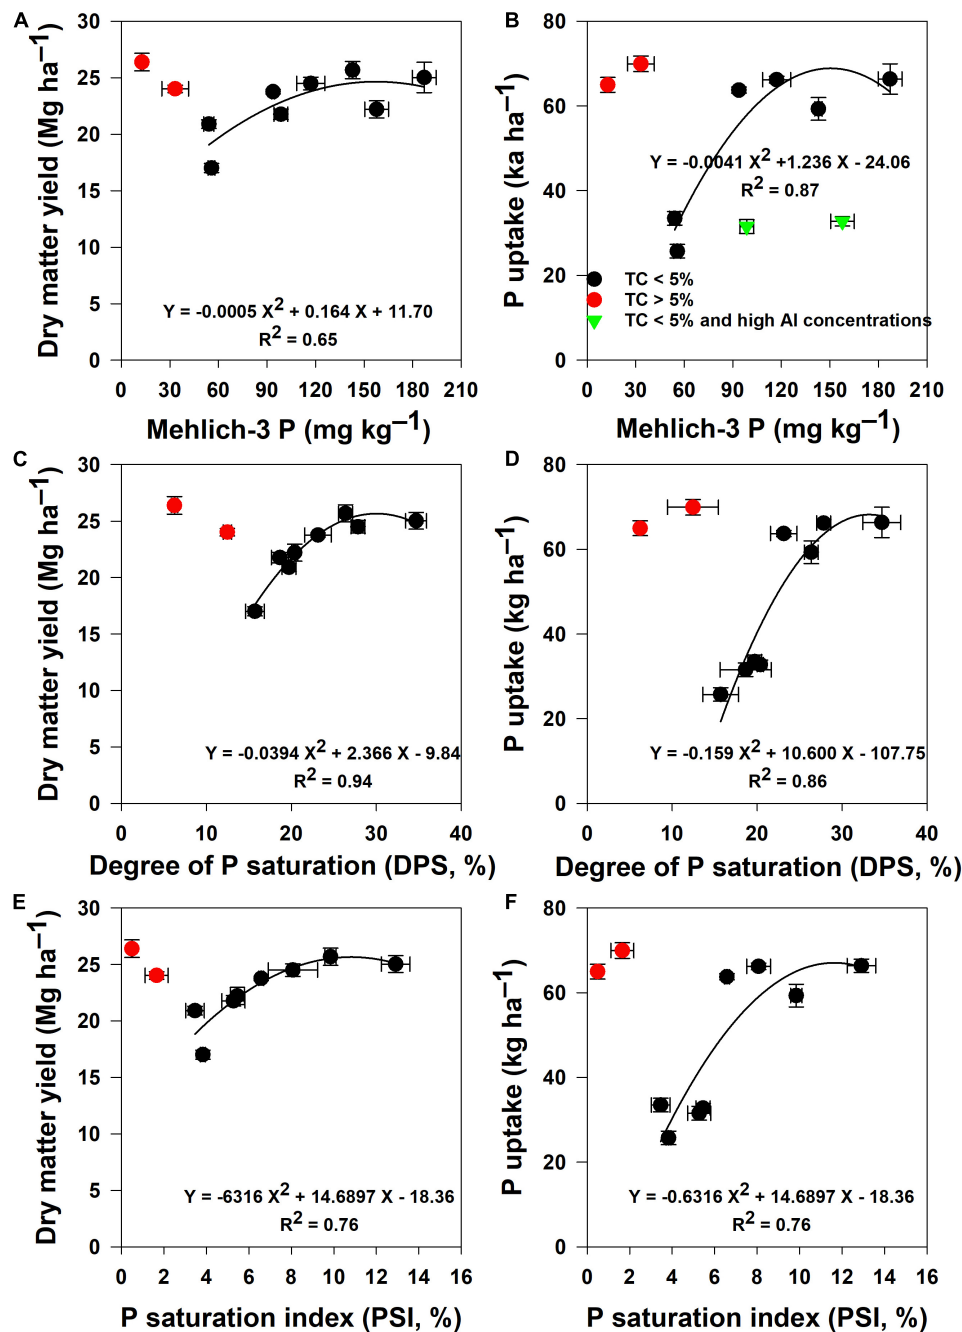 A
30
25
20
15
10
5
0
Dry matter yield (Mg ha⁻¹)
Y = -0.0005 X² + 0.164 X + 11.70
R² = 0.65
0 30 60 90 120 150 180 210
Mehlich-3 P (mg kg⁻¹)
B
80
60
40
20
0
P uptake (ka ha⁻¹)
Y = -0.0041 X² +1.236 X - 24.06
R² = 0.87
TC < 5%
TC > 5%
TC < 5% and high Al concentrations
0 30 60 90 120 150 180 210
Mehlich-3 P (mg kg⁻¹)
C
30
25
20
15
10
5
0
Dry matter yield (Mg ha⁻¹)
Y = -0.0394 X² + 2.366 X - 9.84
R² = 0.94
0 10 20 30 40
Degree of P saturation (DPS, %)
D
80
60
40
20
0
P uptake (kg ha⁻¹)
Y = -0.159 X² + 10.600 X - 107.75
R² = 0.86
0 10 20 30 40
Degree of P saturation (DPS, %)
E
30
25
20
15
10
5
0
Dry matter yield (Mg ha⁻¹)
Y = -6316 X² + 14.6897 X - 18.36
R² = 0.76
0 2 4 6 8 10 12 14 16
P saturation index (PSI, %)
F
80
60
40
20
0
P uptake (kg ha⁻¹)
Y = -0.6316 X² + 14.6897 X - 18.36
R² = 0.76
0 2 4 6 8 10 12 14 16
P saturation index (PSI, %)